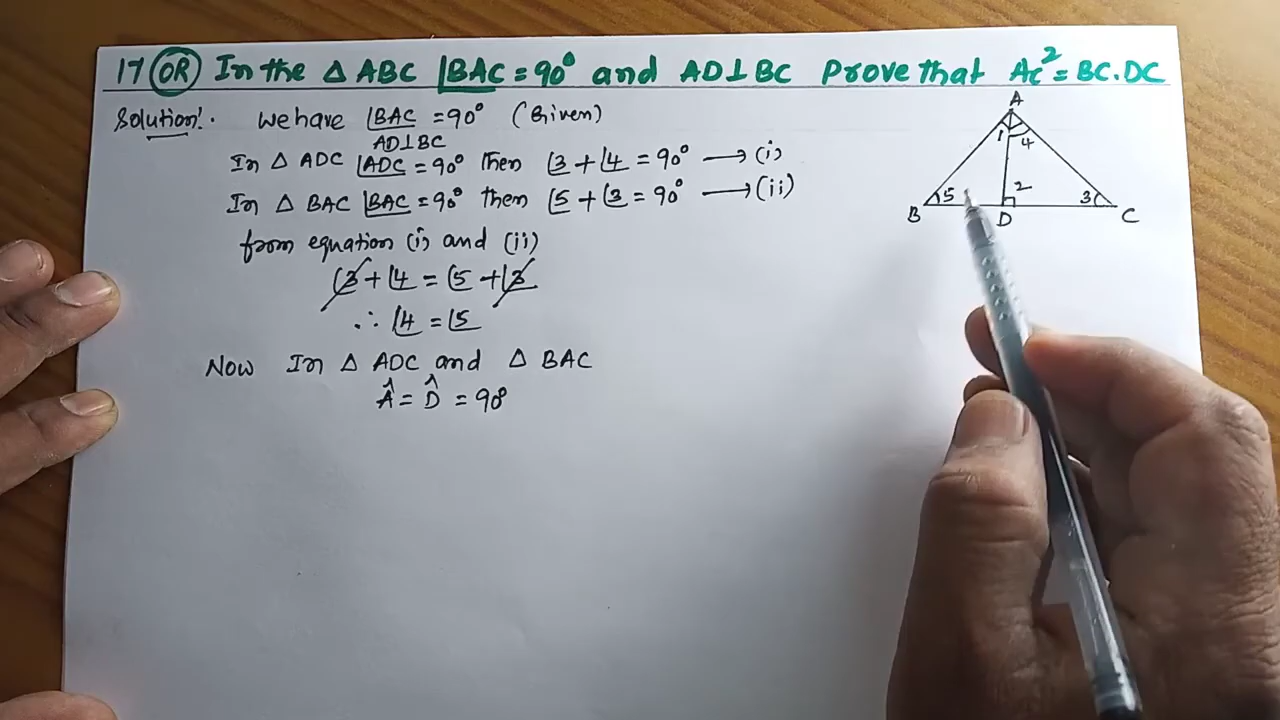 17 OR In the △ ABC ∠BAC = 90° and AD⊥BC Prove that AC² = BC.DC
Solution:. We have ∠BAC = 90° (Given)
AD⊥BC
In △ ADC ∠ADC = 90° then ∠3 + ∠4 = 90° → (i)
In △ BAC ∠BAC = 90° then ∠5 + ∠3 = 90° → (ii)
from equation (i) and (ii)
∠3 + ∠4 = ∠5 + ∠3
∴ ∠4 = ∠5
Now In △ ADC and △ BAC
Â = D̂ = 90°
A
1 4
5 2 3
B D C